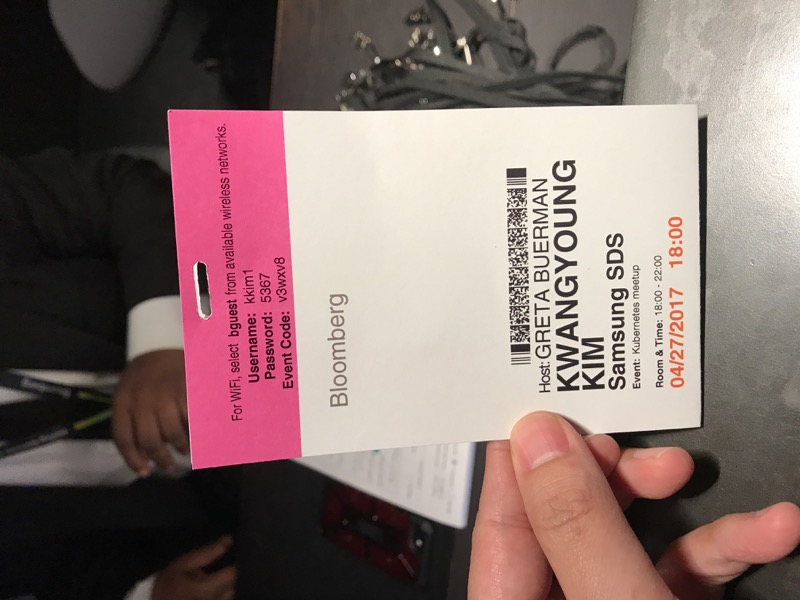 For WiFi, select bguest from available wireless networks.
Username: kkim1
Password: 5367
Event Code: v3wxv8
Bloomberg
Host: GRETA BUERMAN
KWANGYOUNG
KIM
Samsung SDS
Event: Kubernetes meetup
Room & Time: 18:00 - 22:00
04/27/2017 18:00